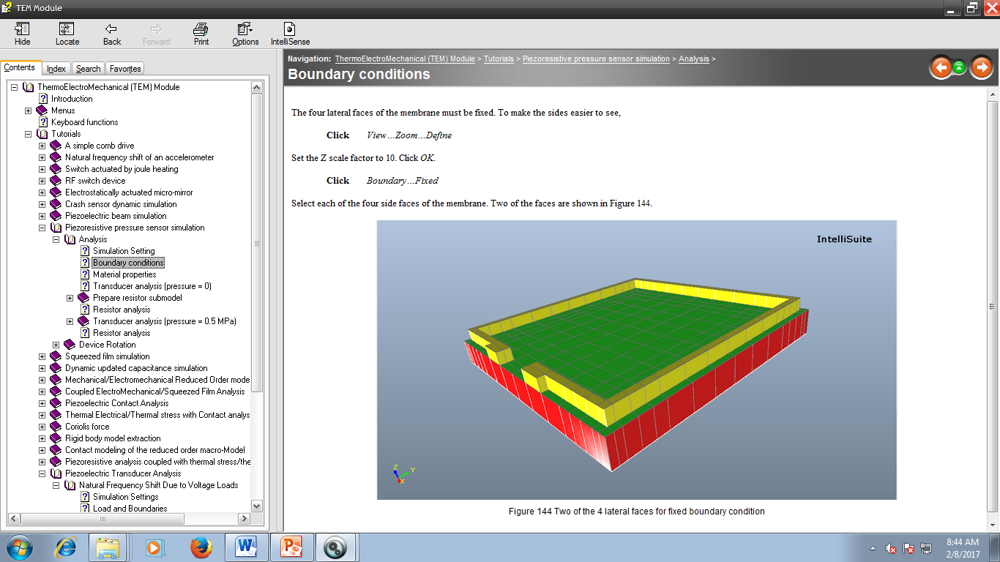 TEM Module
Hide
Locate
Back
Forward
Print
Options
IntelliSense
Contents
Index
Search
Favorites
ThermoElectroMechanical (TEM) Module
Introduction
Menus
Keyboard functions
Tutorials
A simple comb drive
Natural frequency shift of an accelerometer
Switch actuated by joule heating
RF switch device
Electrostatically actuated micro-mirror
Crash sensor dynamic simulation
Piezoelectric beam simulation
Piezoresistive pressure sensor simulation
Analysis
Simulation Setting
Boundary conditions
Material properties
Transducer analysis (pressure = 0)
Prepare resistor submodel
Resistor analysis
Transducer analysis (pressure = 0.5 MPa)
Resistor analysis
Device Rotation
Squeezed film simulation
Dynamic updated capacitance simulation
Mechanical/Electromechanical Reduced Order mode
Coupled ElectroMechanical/Squeezed Film Analysis
Piezoelectric Contact Analysis
Thermal Electrical/Thermal stress with Contact analys
Coriolis force
Rigid body model extraction
Contact modeling of the reduced order macro-Model
Piezoresistive analysis coupled with thermal stress/the
Piezoelectric Transducer Analysis
Natural Frequency Shift Due to Voltage Loads
Simulation Settings
Load and Boundaries
Navigation: ThermoElectroMechanical (TEM) Module > Tutorials > Piezoresistive pressure sensor simulation > Analysis >
Boundary conditions
The four lateral faces of the membrane must be fixed. To make the sides easier to see,
Click View…Zoom…Define
Set the Z scale factor to 10. Click OK.
Click Boundary…Fixed
Select each of the four side faces of the membrane. Two of the faces are shown in Figure 144.
IntelliSuite
Z
Y
X
Figure 144 Two of the 4 lateral faces for fixed boundary condition
8:44 AM
2/8/2017